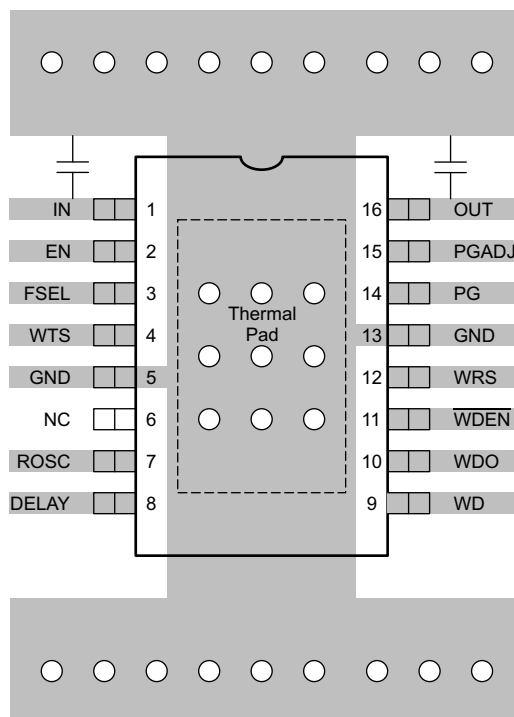 IN 1 16 OUT
EN 2 15 PGADJ
FSEL 3 14 PG
Thermal
Pad
WTS 4 13 GND
GND 5 12 WRS
NC 6 11 WDEN
ROSC 7 10 WDO
DELAY 8 9 WD